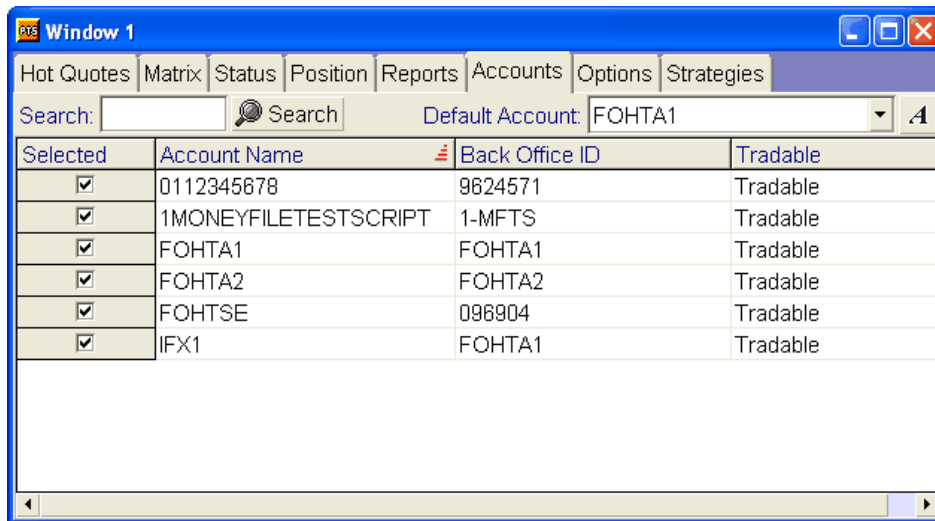 RTS Window 1
Hot Quotes Matrix Status Position Reports Accounts Options Strategies
Search: Search Default Account: FOHTA1 A
Selected Account Name Back Office ID Tradable
0112345678 9624571 Tradable
1MONEYFILETESTSCRIPT 1-MFTS Tradable
FOHTA1 FOHTA1 Tradable
FOHTA2 FOHTA2 Tradable
FOHTSE 096904 Tradable
IFX1 FOHTA1 Tradable